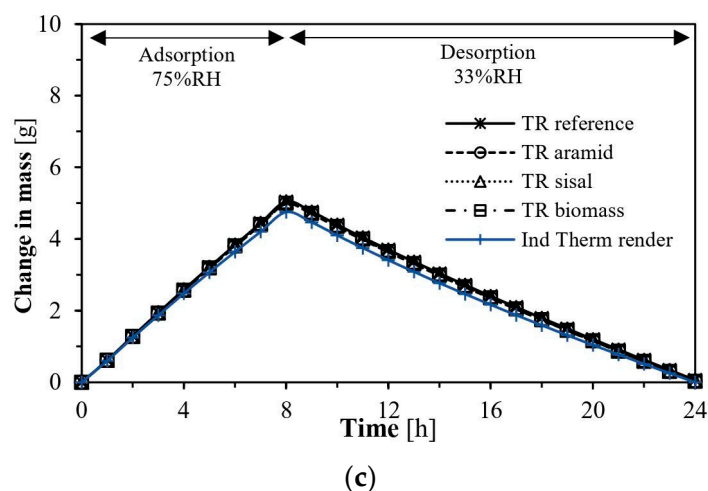 10
8
6
4
2
0
Change in mass [g]
Adsorption
75%RH
Desorption
33%RH
TR reference
TR aramid
TR sisal
TR biomass
Ind Therm render
0 4 8 12 16 20 24
Time [h]
(c)